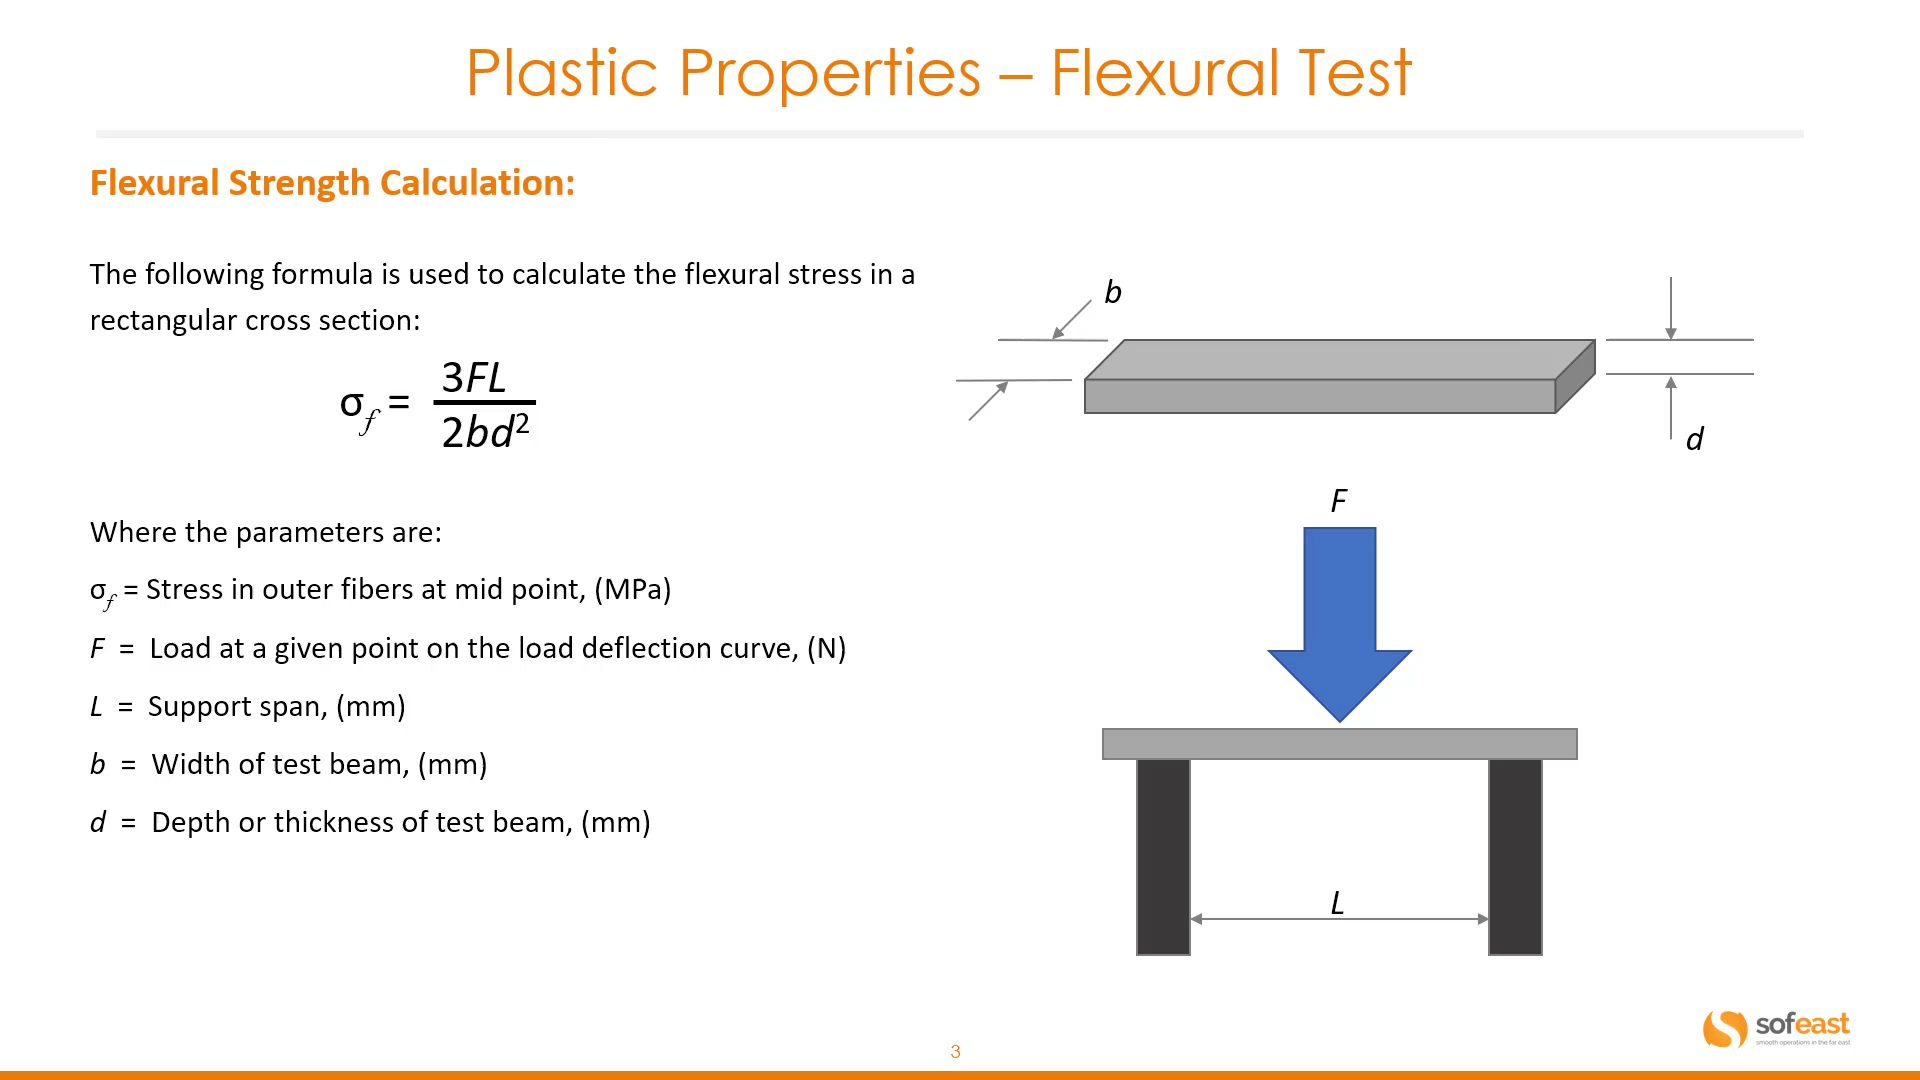 Plastic Properties – Flexural Test
Flexural Strength Calculation:
The following formula is used to calculate the flexural stress in a
rectangular cross section:
σf = 3FL
2bd²
Where the parameters are:
σf = Stress in outer fibers at mid point, (MPa)
F = Load at a given point on the load deflection curve, (N)
L = Support span, (mm)
b = Width of test beam, (mm)
d = Depth or thickness of test beam, (mm)
b
d
F
L
sofeast
smooth operations in the far east
3